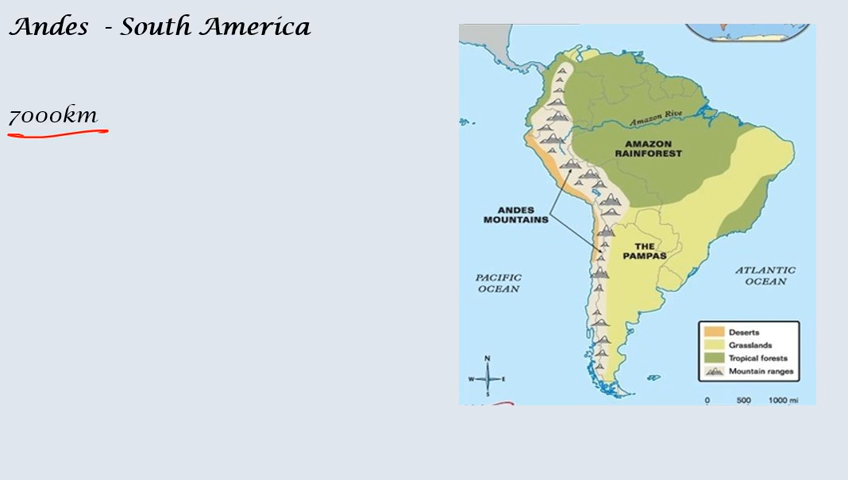 Andes - South America
7000km
Amazon Rive
AMAZON
RAINFOREST
ANDES
MOUNTAINS
THE
PAMPAS
PACIFIC
OCEAN
ATLANTIC
OCEAN
Deserts
Grasslands
Tropical forests
Mountain ranges
N
W E
S
0 500 1000 mi